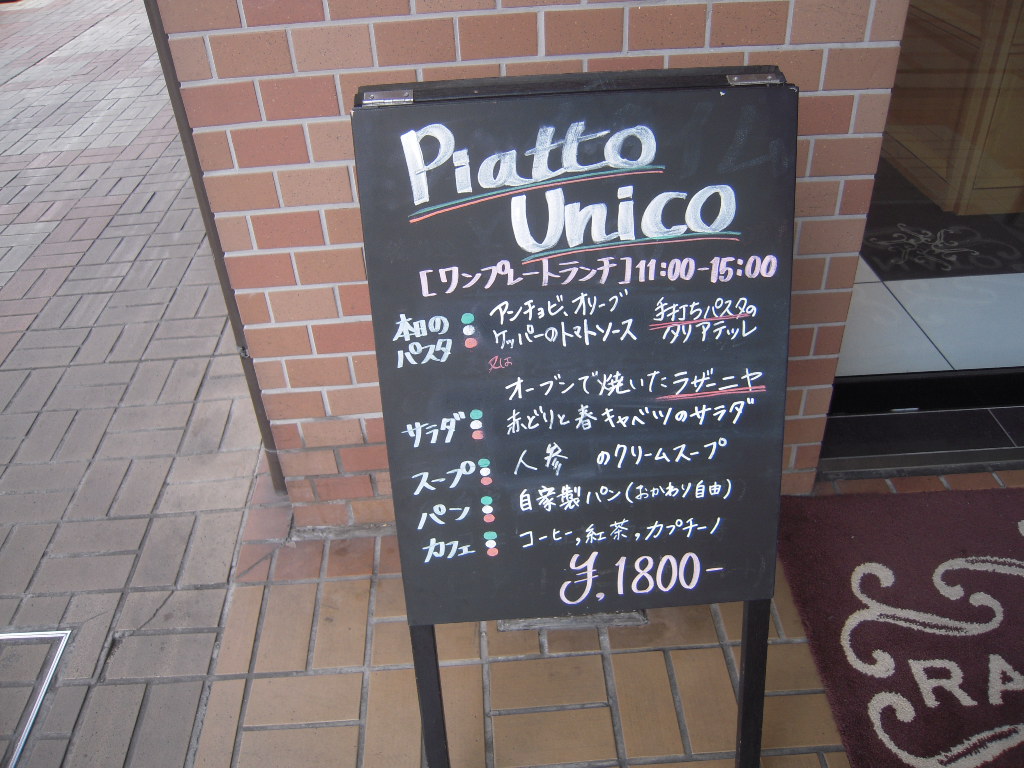 Piatto
Unico
[ワンプレートランチ] 11:00-15:00
本日の パスタ
アンチョビ、オリーブ
ケッパーのトマトソース
手打ちパスタの
タリアテッレ
又は
オーブンで焼いたラザーニャ
サラダ 赤どりと春キャベツのサラダ
スープ 人参 のクリームスープ
パン 自家製パン(おかわり自由)
カフェ コーヒー,紅茶,カプチーノ
¥,1800-
RA